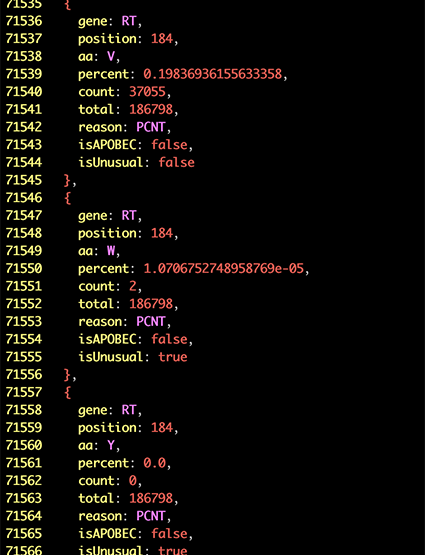 71535 {
71536 gene: RT,
71537 position: 184,
71538 aa: V,
71539 percent: 0.19836936155633358,
71540 count: 37055,
71541 total: 186798,
71542 reason: PCNT,
71543 isAPOBEC: false,
71544 isUnusual: false
71545 },
71546 {
71547 gene: RT,
71548 position: 184,
71549 aa: W,
71550 percent: 1.0706752748958769e-05,
71551 count: 2,
71552 total: 186798,
71553 reason: PCNT,
71554 isAPOBEC: false,
71555 isUnusual: true
71556 },
71557 {
71558 gene: RT,
71559 position: 184,
71560 aa: Y,
71561 percent: 0.0,
71562 count: 0,
71563 total: 186798,
71564 reason: PCNT,
71565 isAPOBEC: false,
71566 isUnusual: true